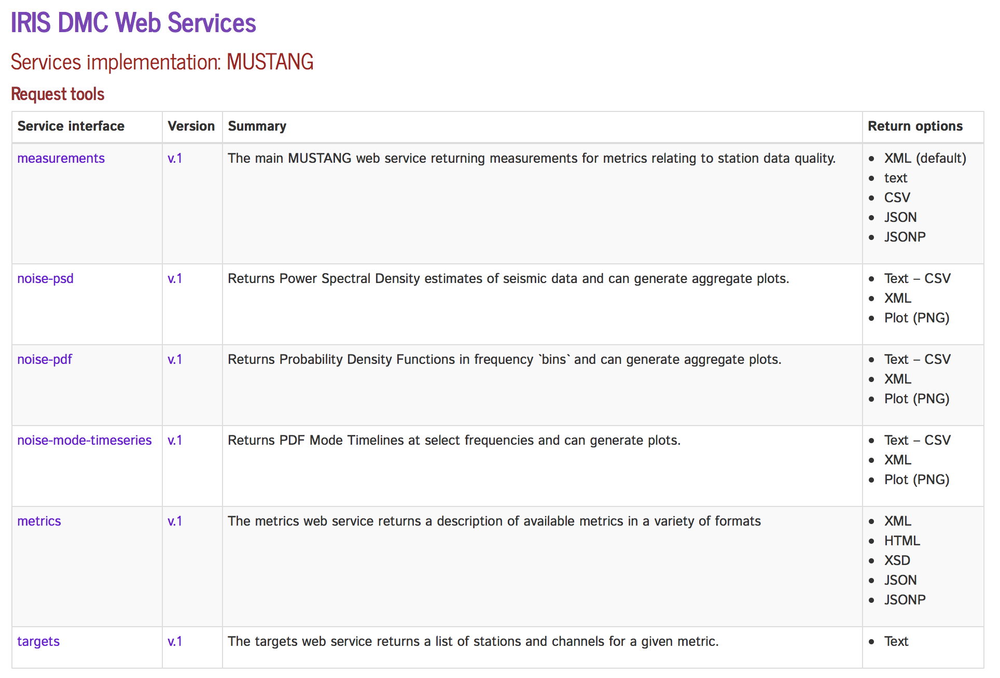 IRIS DMC Web Services
Services implementation: MUSTANG
Request tools
Service interface Version Summary Return options
measurements v.1 The main MUSTANG web service returning measurements for metrics relating to station data quality.
• XML (default)
• text
• CSV
• JSON
• JSONP
noise-psd v.1 Returns Power Spectral Density estimates of seismic data and can generate aggregate plots.
• Text – CSV
• XML
• Plot (PNG)
noise-pdf v.1 Returns Probability Density Functions in frequency `bins` and can generate aggregate plots.
• Text – CSV
• XML
• Plot (PNG)
noise-mode-timeseries v.1 Returns PDF Mode Timelines at select frequencies and can generate plots.
• Text – CSV
• XML
• Plot (PNG)
metrics v.1 The metrics web service returns a description of available metrics in a variety of formats
• XML
• HTML
• XSD
• JSON
• JSONP
targets v.1 The targets web service returns a list of stations and channels for a given metric.
• Text